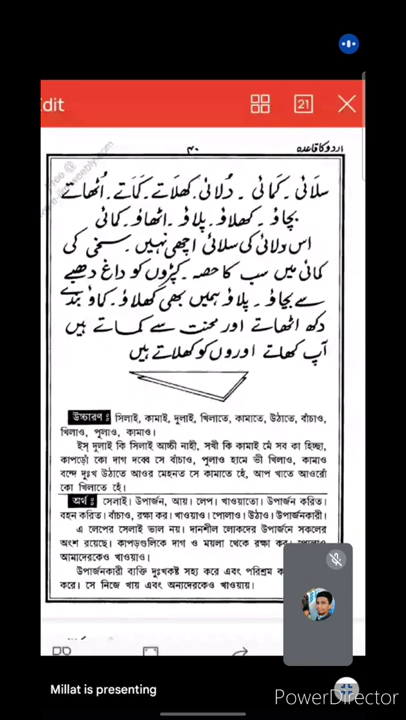 dit
21
اردو کا قاعدہ
۴۰
سلائی۔ کمائی۔ دُلائی۔ کھلاتے۔ کماتے۔ اُٹھاتے
بچاؤ۔ کھلاؤ۔ پلاؤ۔ اٹھاؤ۔ کمائی
اس دلائی کی سلائی اچھی نہیں۔ سخی کی
کمائی میں سب کا حصہ۔ کپڑوں کو داغ دھبے
سے بچاؤ۔ پلاؤ ہمیں بھی کھلاؤ۔ کماؤ بندے
دکھ اٹھاتے اور محنت سے کماتے ہیں
آپ کھاتے اوروں کو کھلاتے ہیں
উচ্চারণ : সিলাই, কামাই, দুলাই, খিলাতে, কামাতে, উঠাতে, বাঁচাও,
খিলাও, পুলাও, কামাও।
ইস্ দুলাই কি সিলাই আচ্ছী নাহী, সখী কি কামাই মেঁ সব কা হিচ্ছা,
কাপড়োঁ কো দাগ দব্বে সে বাঁচাও, পুলাও হামে ভী খিলাও, কামাও
বন্দে দুঃখ উঠাতে আওর মেহনত সে কামাতে হেঁ, আপ খাতে আওরোঁ
কো খিলাতে হেঁ।
অর্থ : সেলাই। উপার্জন, আয়। লেপ। খাওয়াতো। উপার্জন করিত।
বহন করিত। বাঁচাও, রক্ষা কর। খাওয়াও। পোলাও। উঠাও। উপার্জনকারী।
এ লেপের সেলাই ভাল নয়। দানশীল লোকদের উপার্জনে সকলের
অংশ রয়েছে। কাপড়গুলিকে দাগ ও ময়লা থেকে রক্ষা কর। পোলাও
আমাদেরকেও খাওয়াও।
উপার্জনকারী ব্যক্তি দুঃখকষ্ট সহ্য করে এবং পরিশ্রম
করে। সে নিজে খায় এবং অন্যদেরকেও খাওয়ায়।
Millat is presenting
PowerDirector